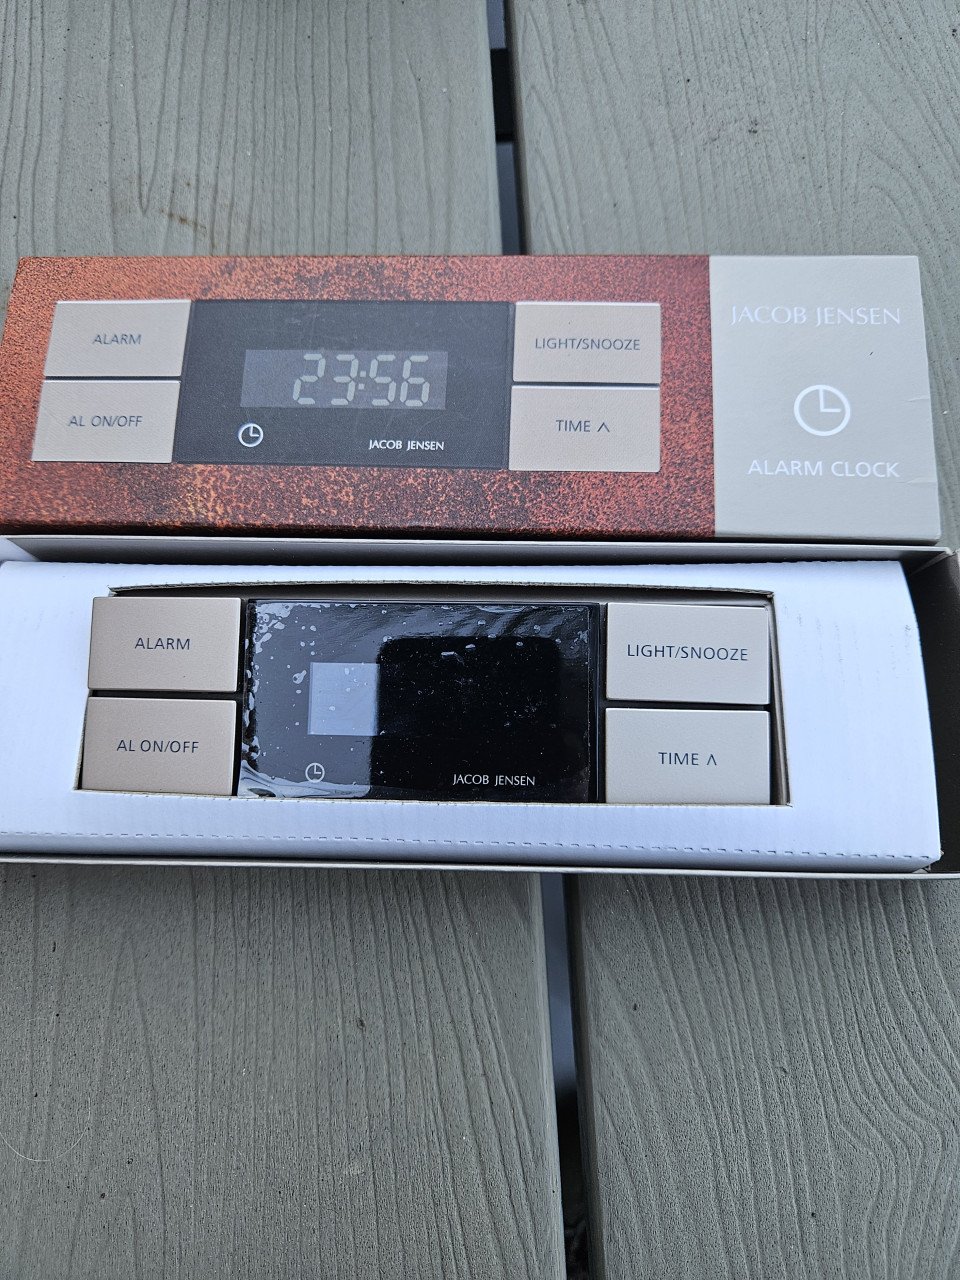 ALARM
AL ON/OFF
23:56
JACOB JENSEN
LIGHT/SNOOZE
TIME ∧
JACOB JENSEN
ALARM CLOCK
ALARM
AL ON/OFF
JACOB JENSEN
LIGHT/SNOOZE
TIME ∧